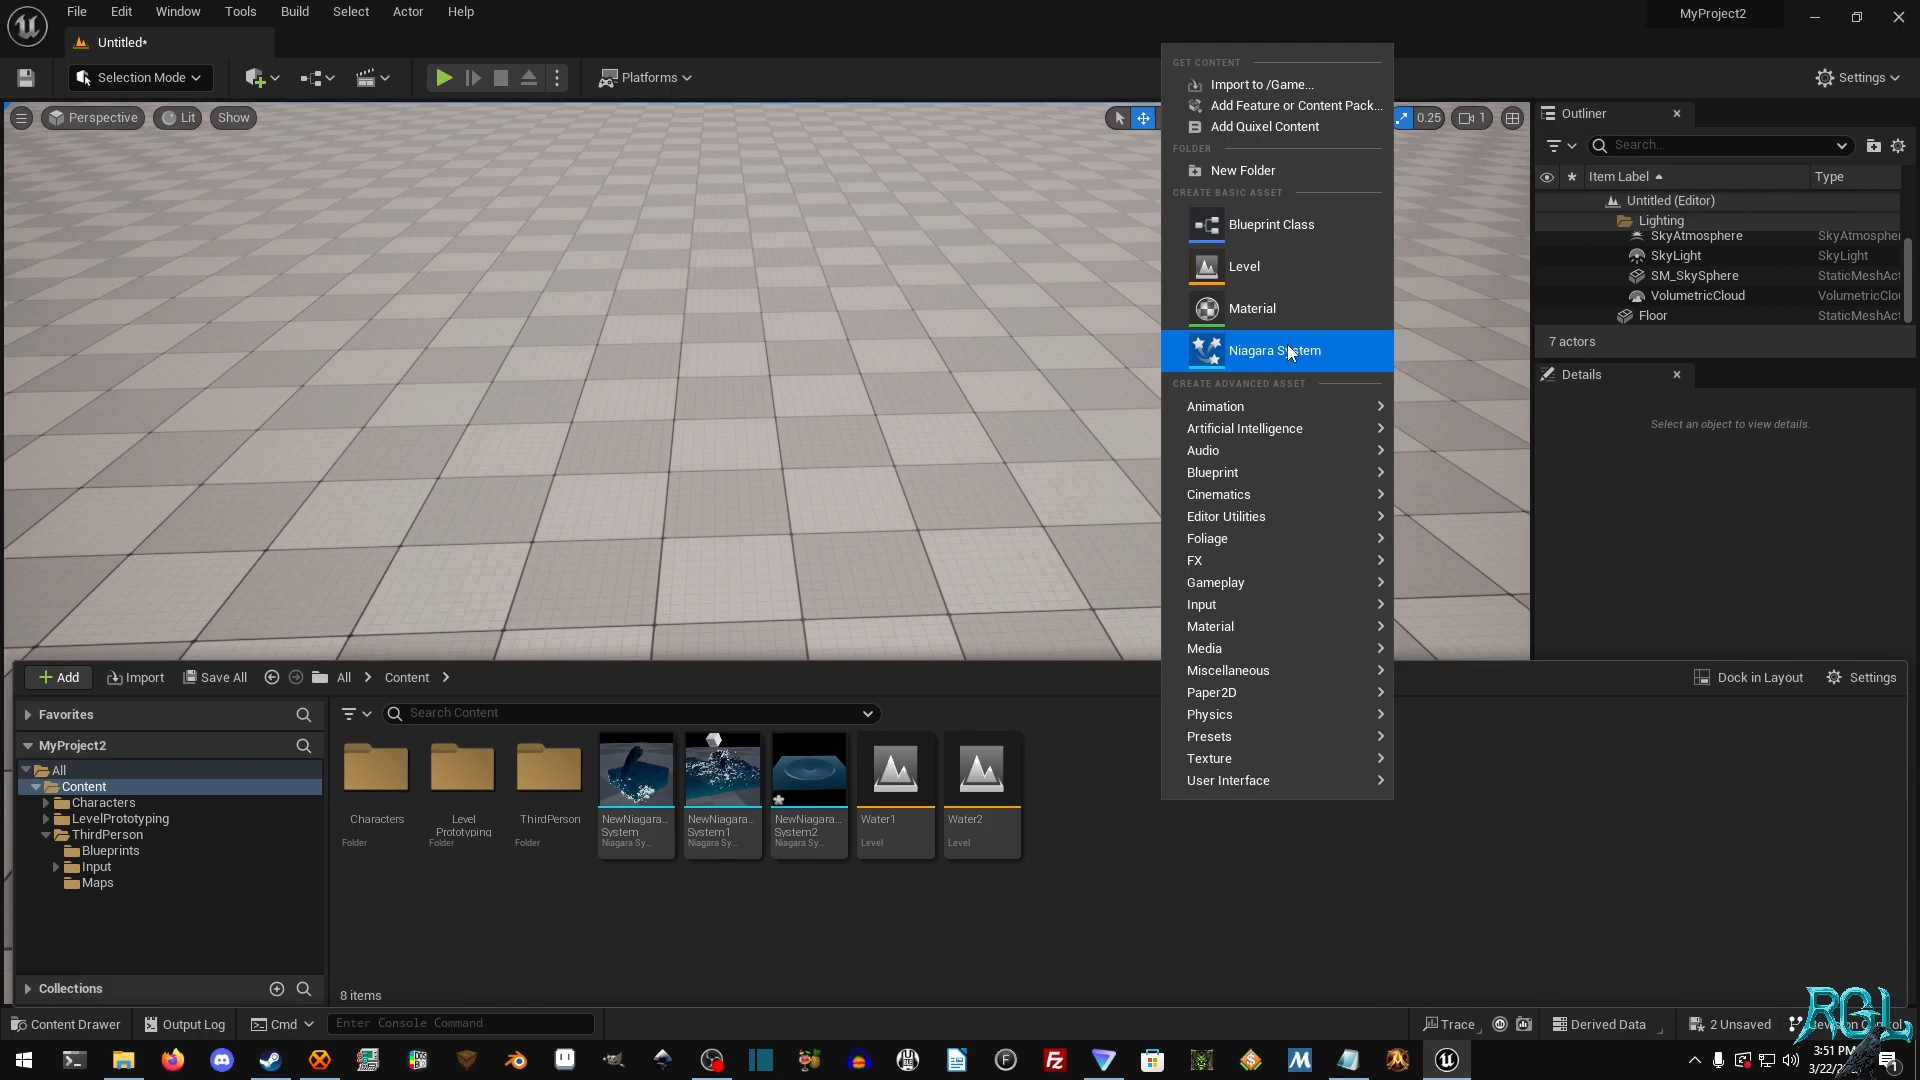 File Edit Window Tools Build Select Actor Help
MyProject2
Untitled*
Selection Mode
Platforms
Settings
Perspective
Lit
Show
0.25
1
Outliner
Search...
Item Label
Type
Untitled (Editor)
Lighting
SkyAtmosphere SkyAtmospher
SkyLight SkyLight
SM_SkySphere StaticMeshAct
VolumetricCloud VolumetricClou
Floor StaticMeshAct
7 actors
Details
Select an object to view details.
GET CONTENT
Import to /Game...
Add Feature or Content Pack...
Add Quixel Content
FOLDER
New Folder
CREATE BASIC ASSET
Blueprint Class
Level
Material
Niagara System
CREATE ADVANCED ASSET
Animation
Artificial Intelligence
Audio
Blueprint
Cinematics
Editor Utilities
Foliage
FX
Gameplay
Input
Material
Media
Miscellaneous
Paper2D
Physics
Presets
Texture
User Interface
Add
Import
Save All
All
Content
Dock in Layout
Settings
Favorites
MyProject2
All
Content
Characters
LevelPrototyping
ThirdPerson
Blueprints
Input
Maps
Collections
Search Content
Characters
Folder
Level
Prototyping
Folder
ThirdPerson
Folder
NewNiagara...
System
Niagara Sy...
NewNiagara...
System1
Niagara Sy...
NewNiagara...
System2
Niagara Sy...
Water1
Level
Water2
Level
8 items
Content Drawer
Output Log
Cmd
Enter Console Command
Trace
Derived Data
2 Unsaved
RGL
3:51 PM
3/22/2